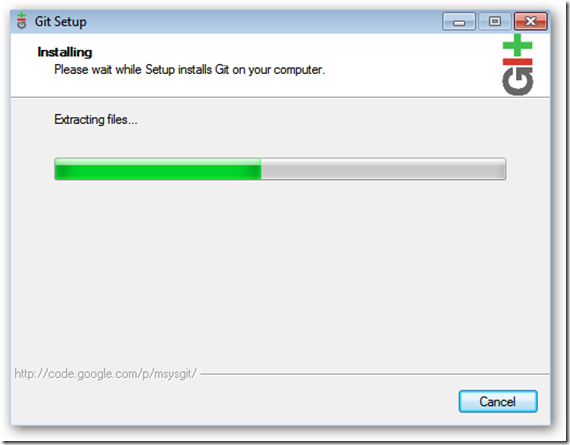 Git Setup
Installing
Please wait while Setup installs Git on your computer.
git
Extracting files...
http://code.google.com/p/msysgit/
Cancel